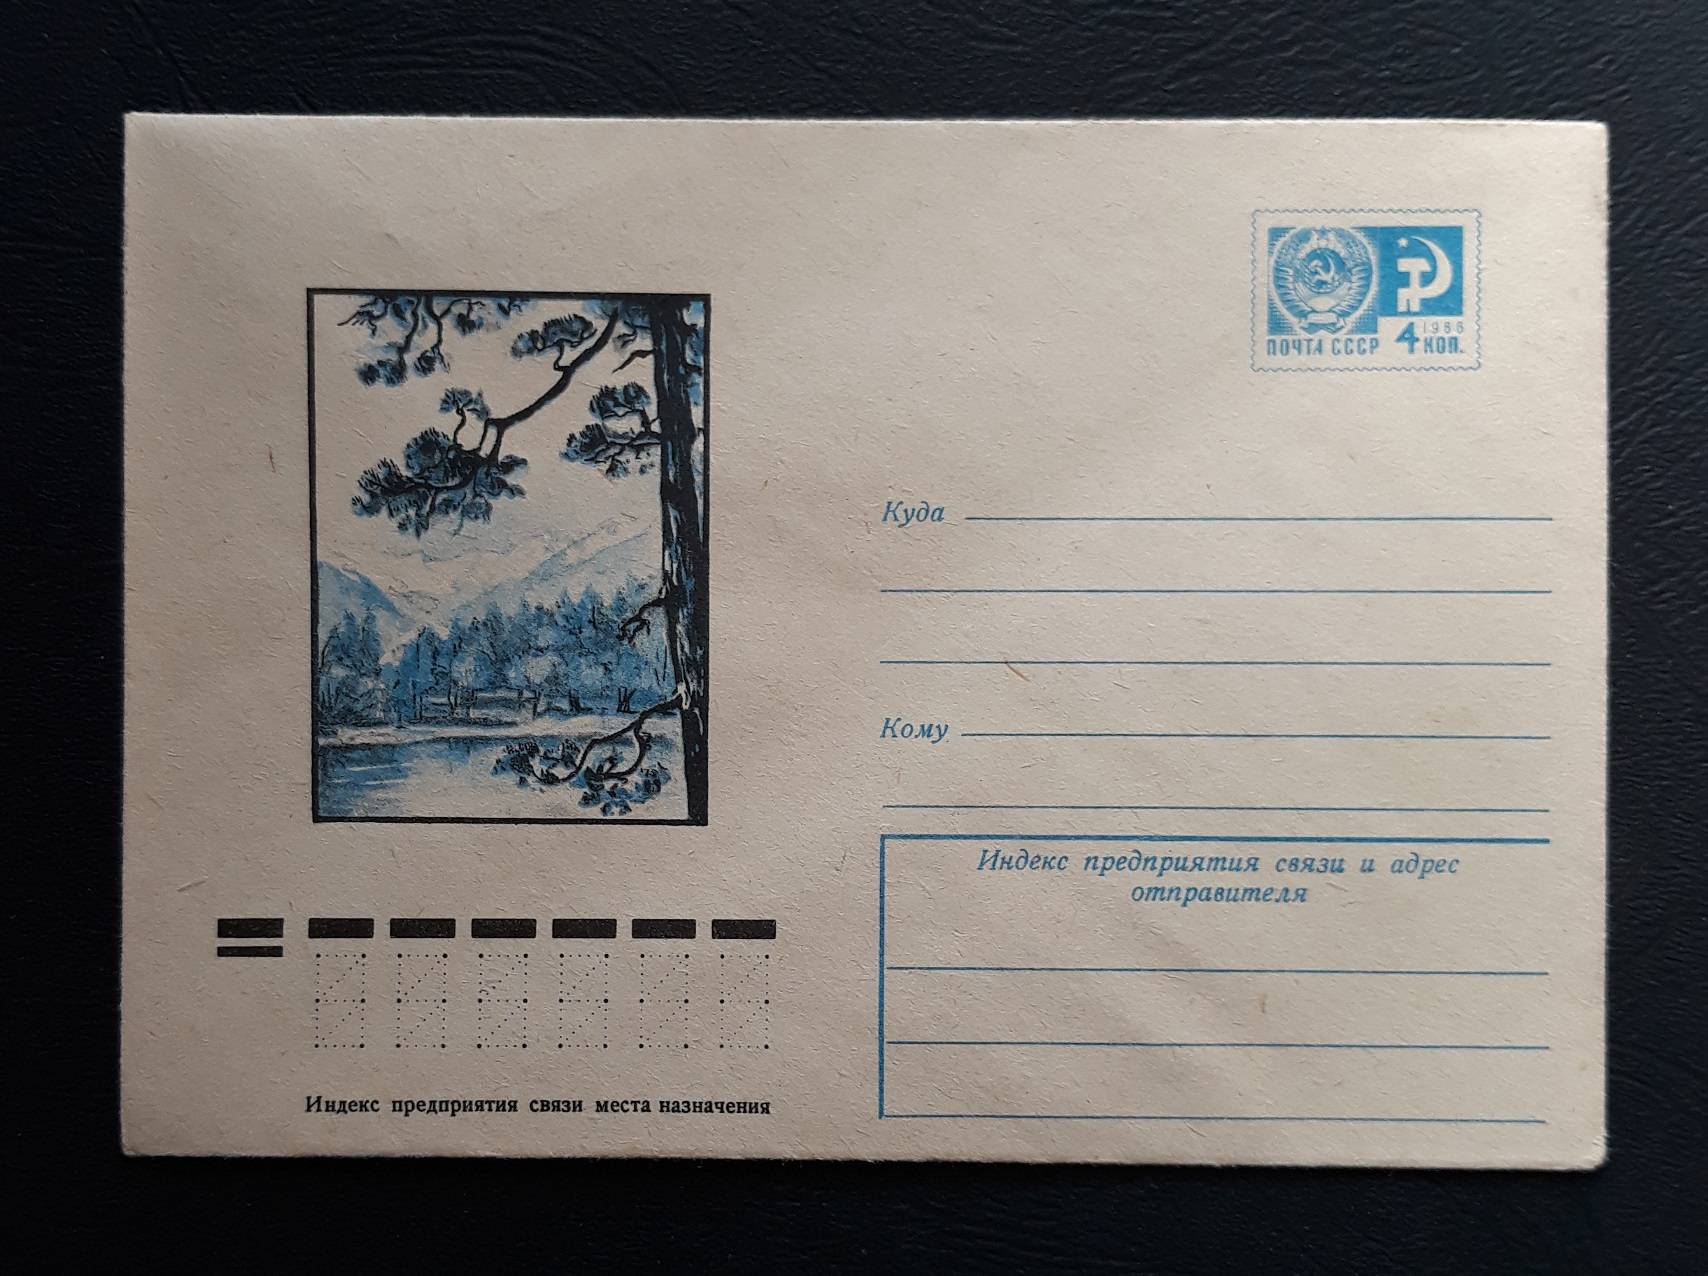 1966
ПОЧТА СССР 4 КОП.
Куда
Кому
Индекс предприятия связи и адрес
отправителя
Индекс предприятия связи места назначения